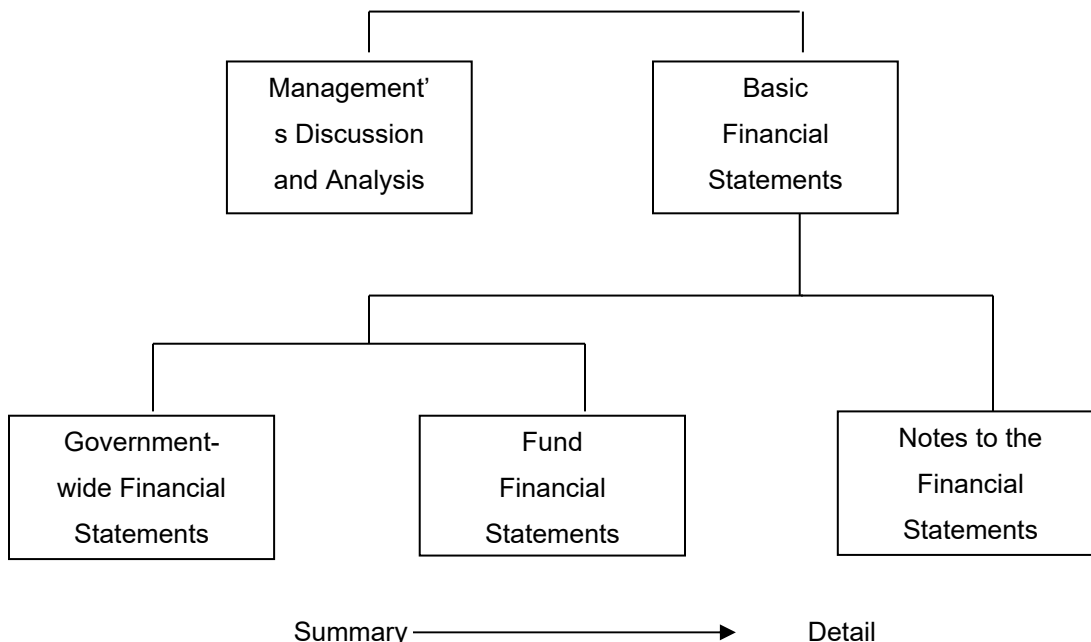 Management’
s Discussion
and Analysis
Basic
Financial
Statements
Government-
wide Financial
Statements
Fund
Financial
Statements
Notes to the
Financial
Statements
Summary
Detail